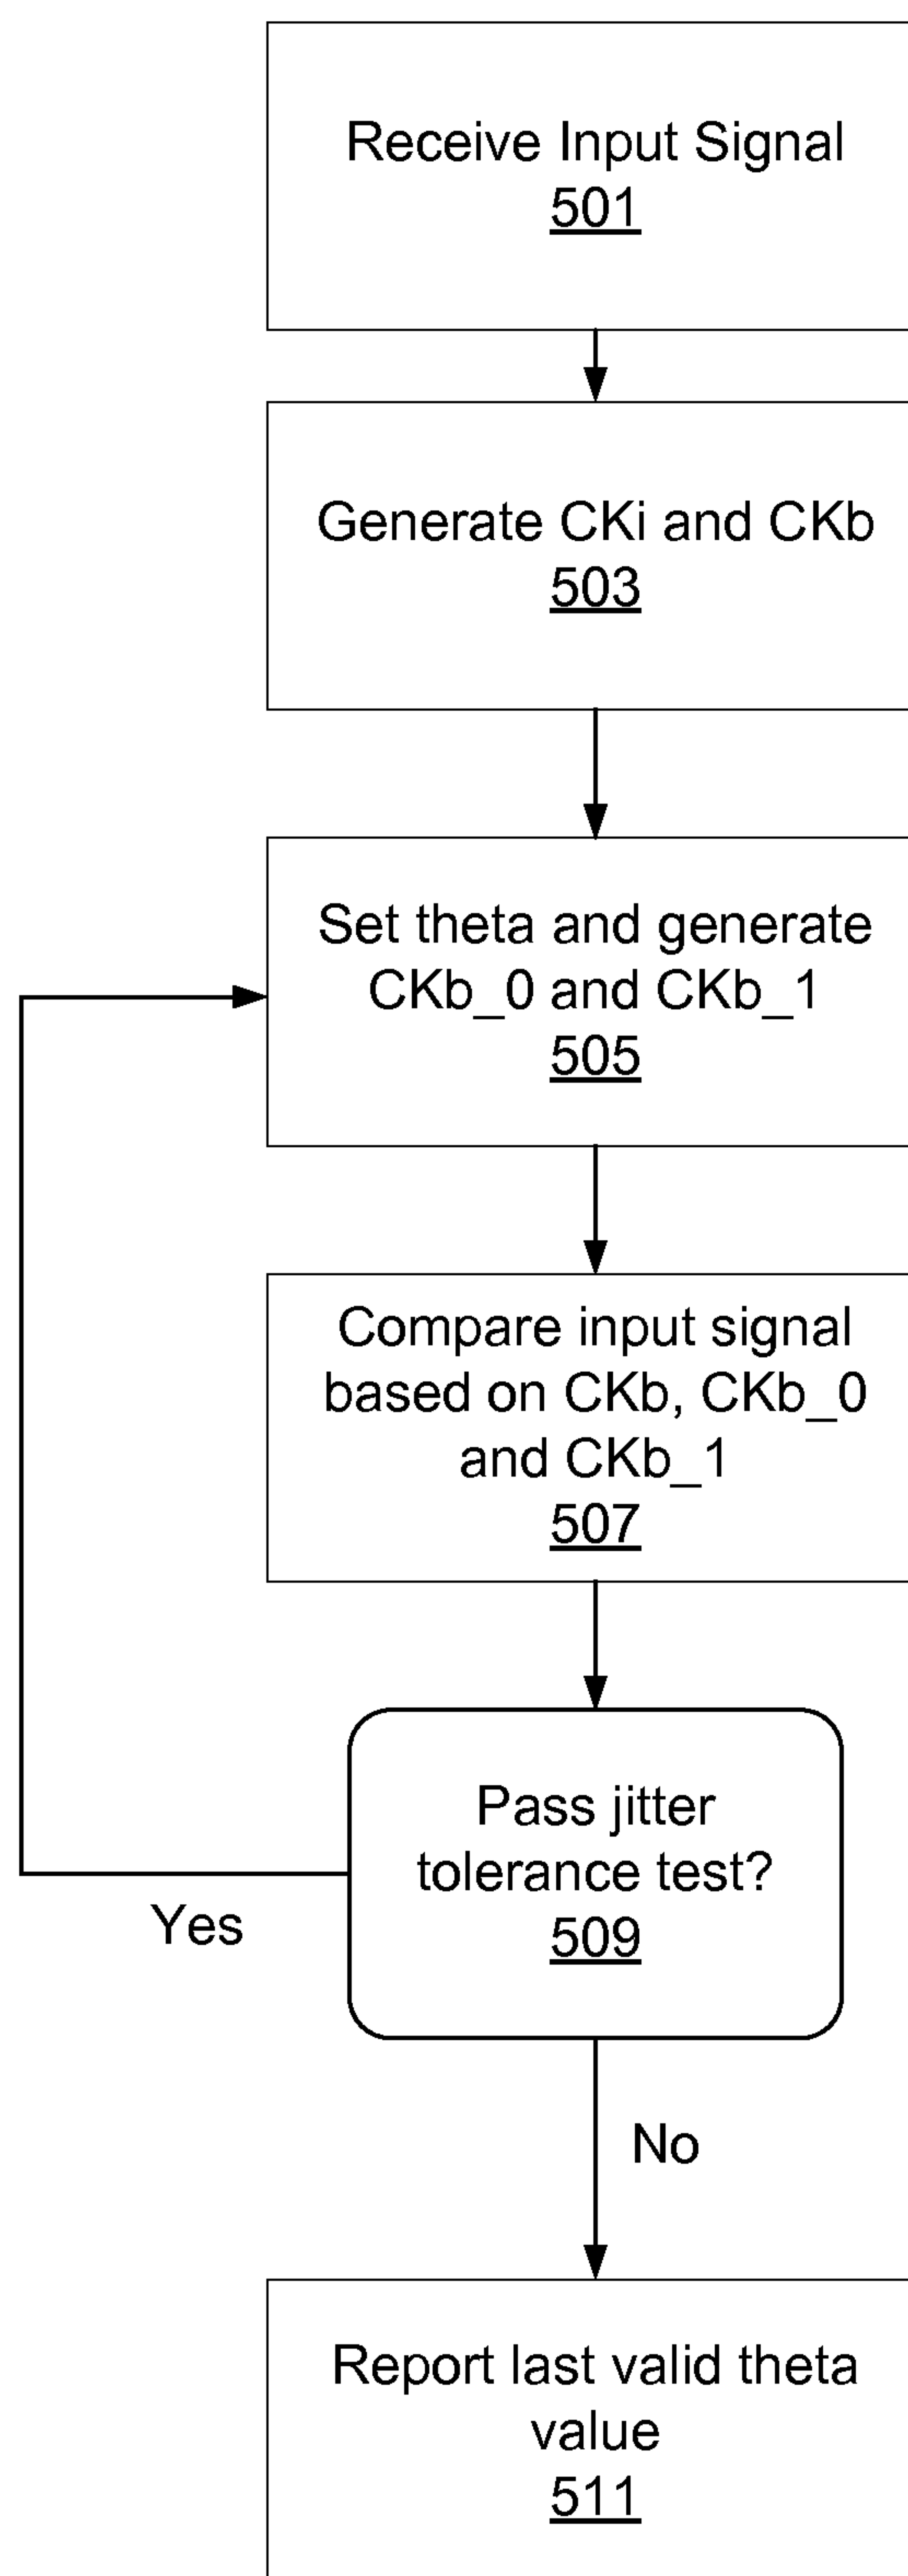 Receive Input Signal
501
Generate CKi and CKb
503
Set theta and generate
CKb_0 and CKb_1
505
Compare input signal
based on CKb, CKb_0
and CKb_1
507
Pass jitter
tolerance test?
509
Yes
No
Report last valid theta
value
511